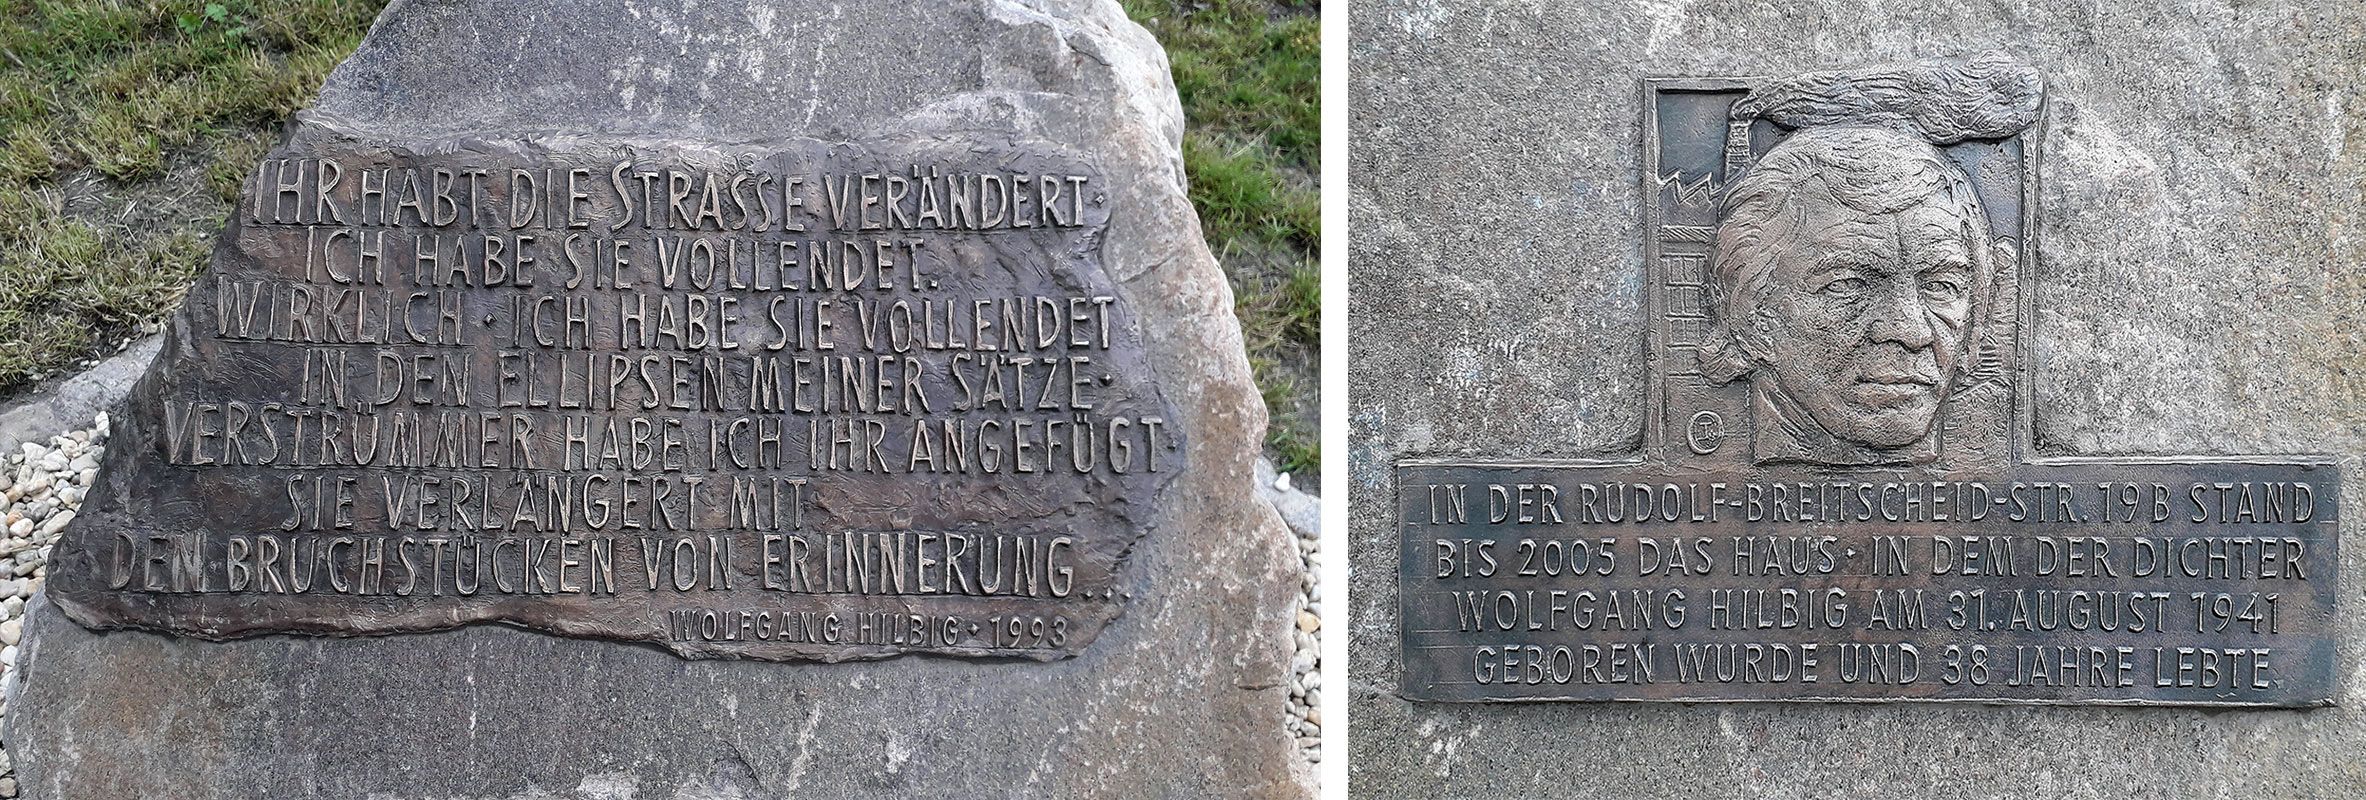 IHR HABT DIE STRASSE VERÄNDERT·
ICH HABE SIE VOLLENDET.
WIRKLICH · ICH HABE SIE VOLLENDET
IN DEN ELLIPSEN MEINER SÄTZE·
VERSTRÜMMER HABE ICH IHR ANGEFÜGT·
SIE VERLÄNGERT MIT
DEN BRUCHSTÜCKEN VON ERINNERUNG...
WOLFGANG HILBIG · 1993
IN DER RUDOLF-BREITSCHEID-STR. 19B STAND
BIS 2005 DAS HAUS· IN DEM DER DICHTER
WOLFGANG HILBIG AM 31. AUGUST 1941
GEBOREN WURDE UND 38 JAHRE LEBTE.